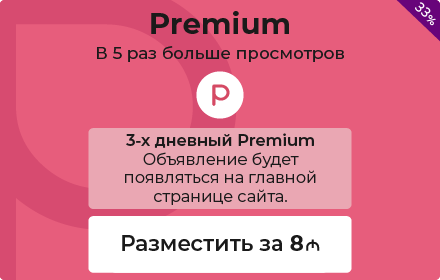 Premium
33%
В 5 раз больше просмотров
P
3-х дневный Premium
Объявление будет
появляться на главной
странице сайта.
Разместить за 8₼